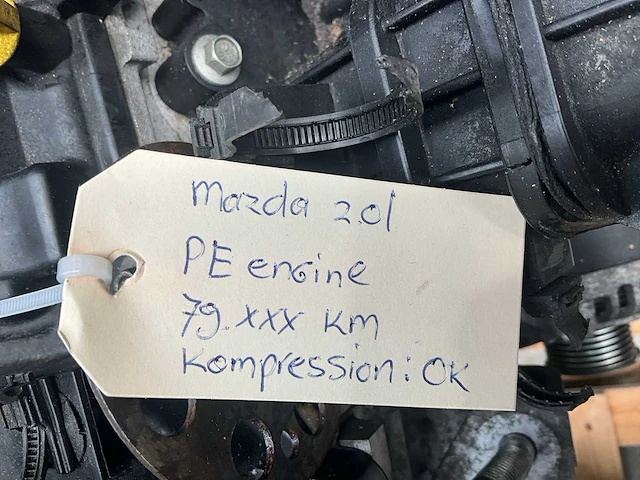 Mazda 2.0l
PE engine
79.xxx km
Kompression: OK